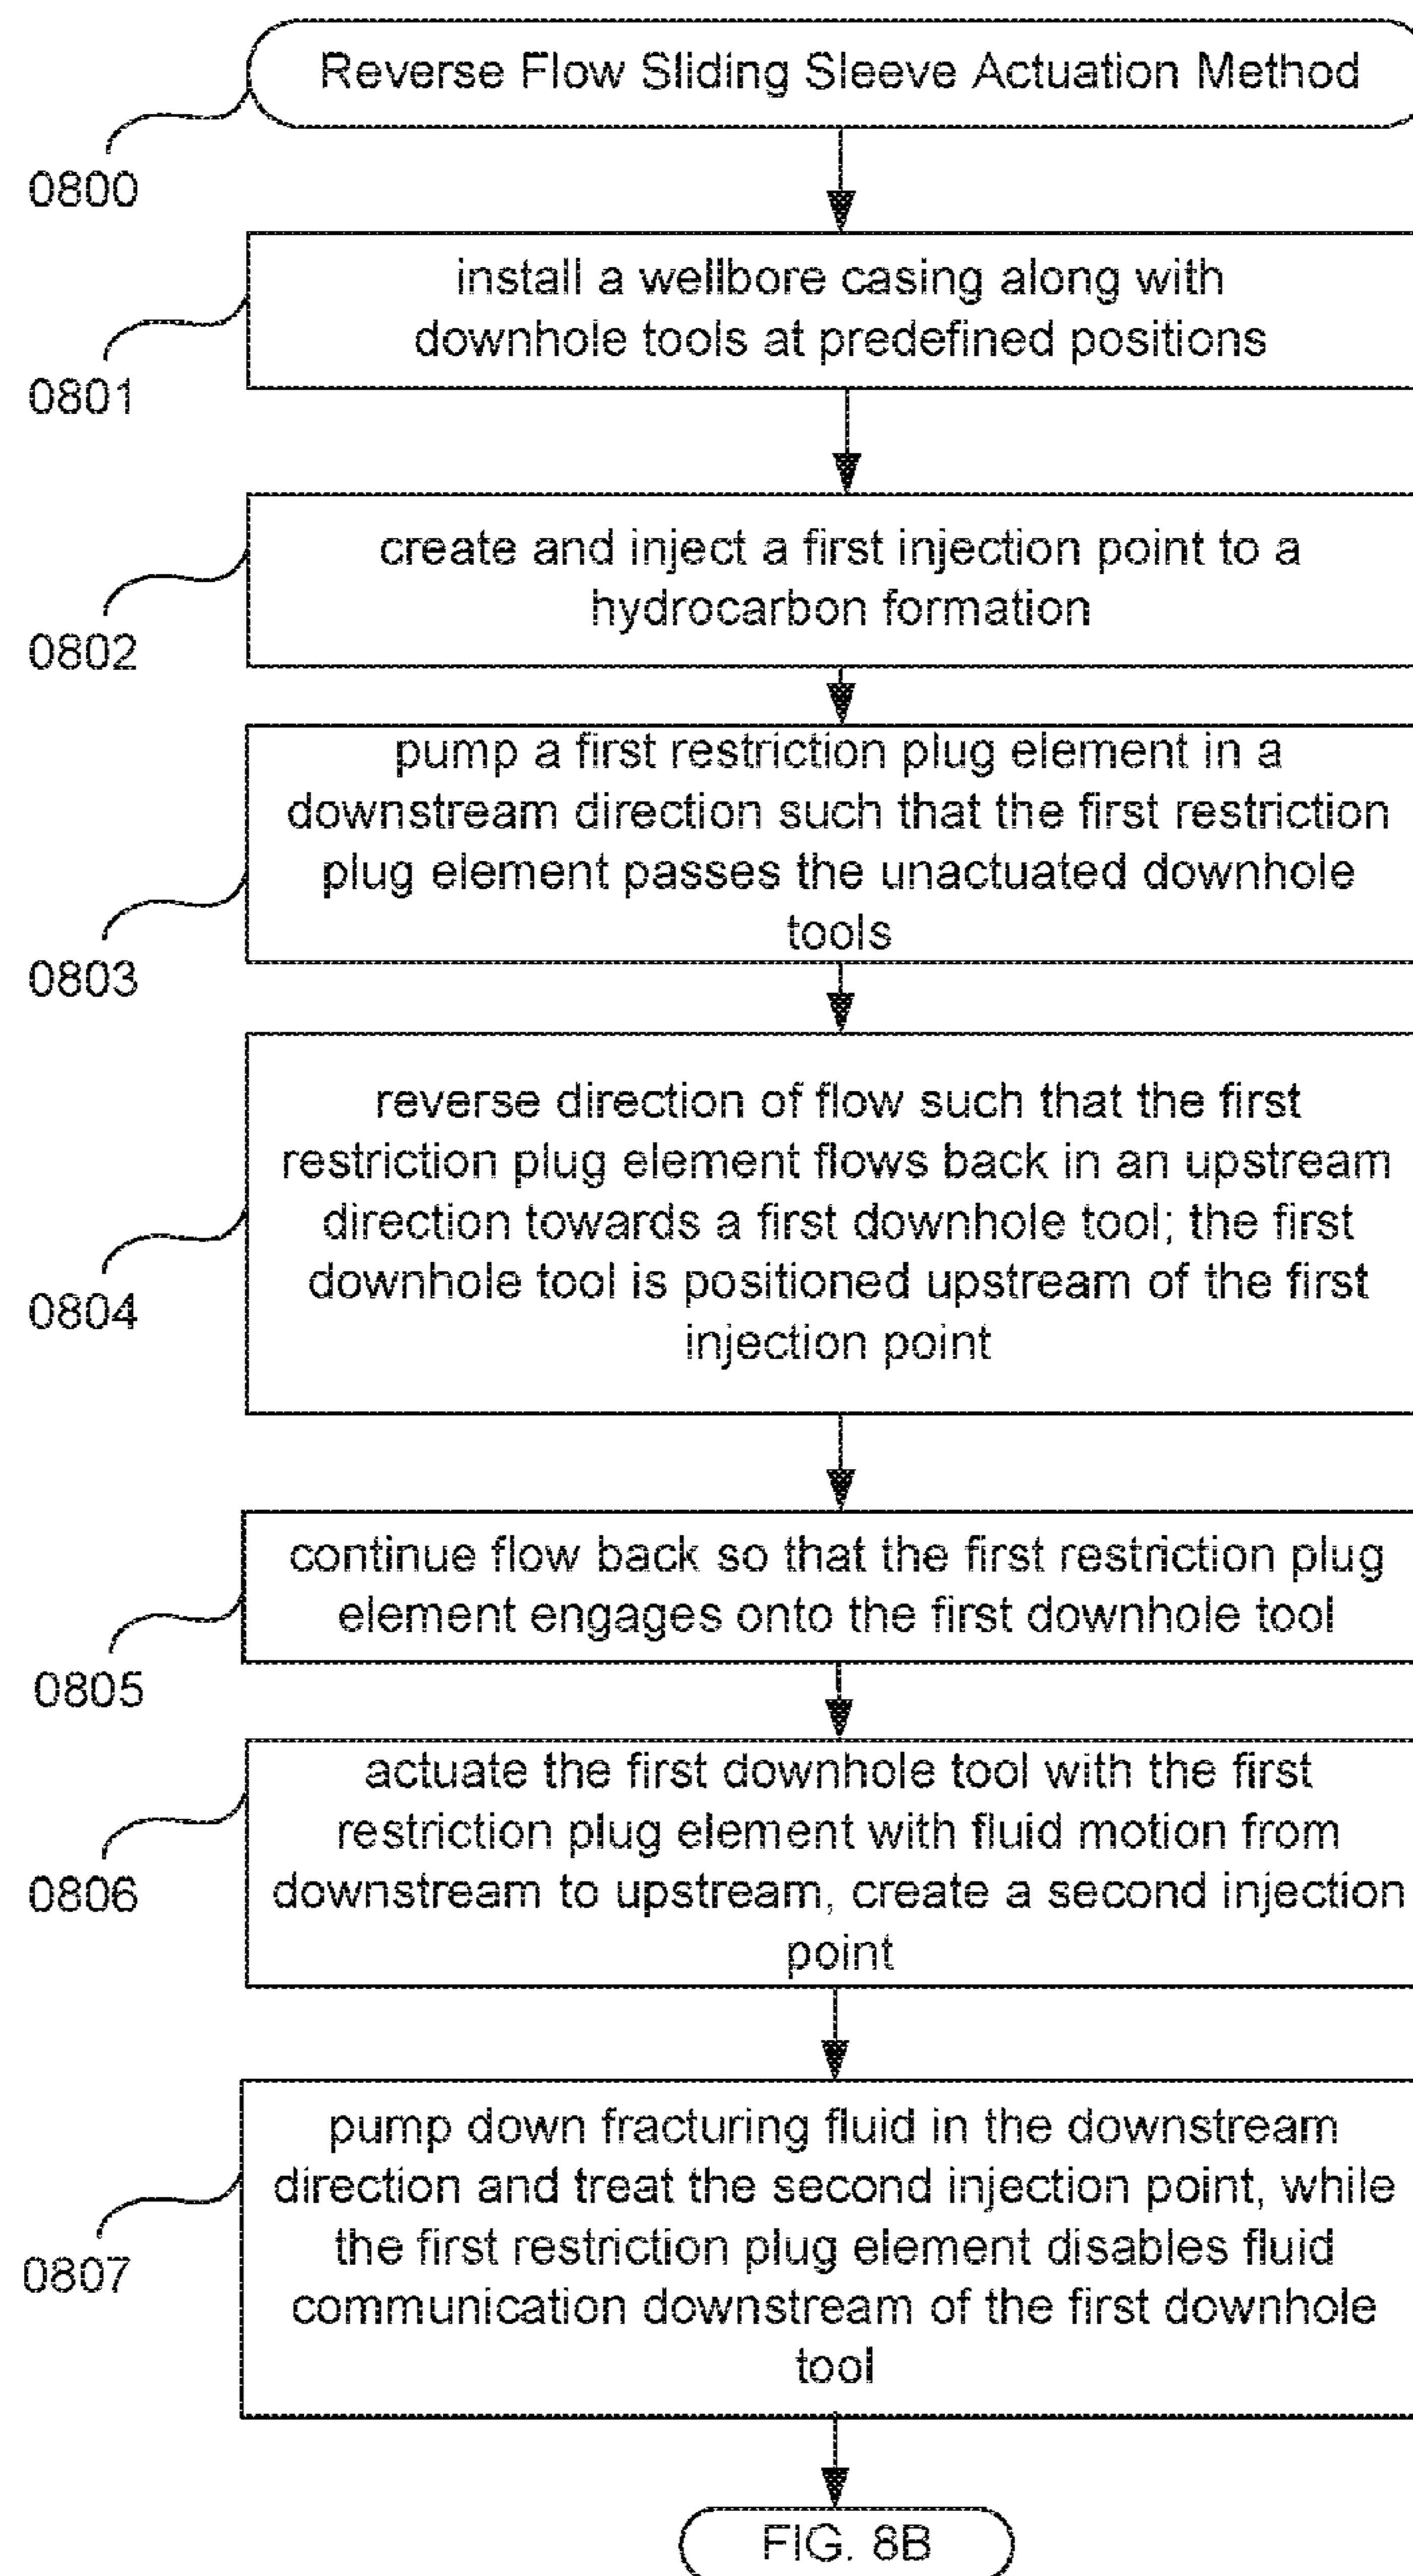 Reverse Flow Sliding Sleeve Actuation Method
0800
install a wellbore casing along with
downhole tools at predefined positions
0801
create and inject a first injection point to a
hydrocarbon formation
0802
pump a first restriction plug element in a
downstream direction such that the first restriction
plug element passes the unactuated downhole
tools
0803
reverse direction of flow such that the first
restriction plug element flows back in an upstream
direction towards a first downhole tool; the first
downhole tool is positioned upstream of the first
injection point
0804
continue flow back so that the first restriction plug
element engages onto the first downhole tool
0805
actuate the first downhole tool with the first
restriction plug element with fluid motion from
downstream to upstream, create a second injection
point
0806
pump down fracturing fluid in the downstream
direction and treat the second injection point, while
the first restriction plug element disables fluid
communication downstream of the first downhole
tool
0807
FIG. 8B